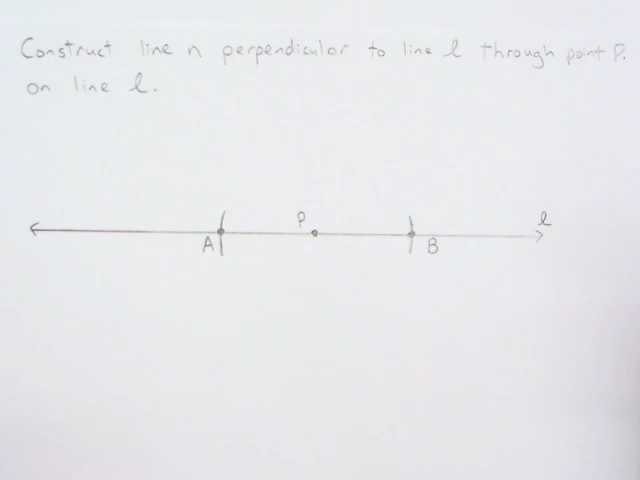 Construct line n perpendicular to line l through point P.
on line l.
P
l
A
B